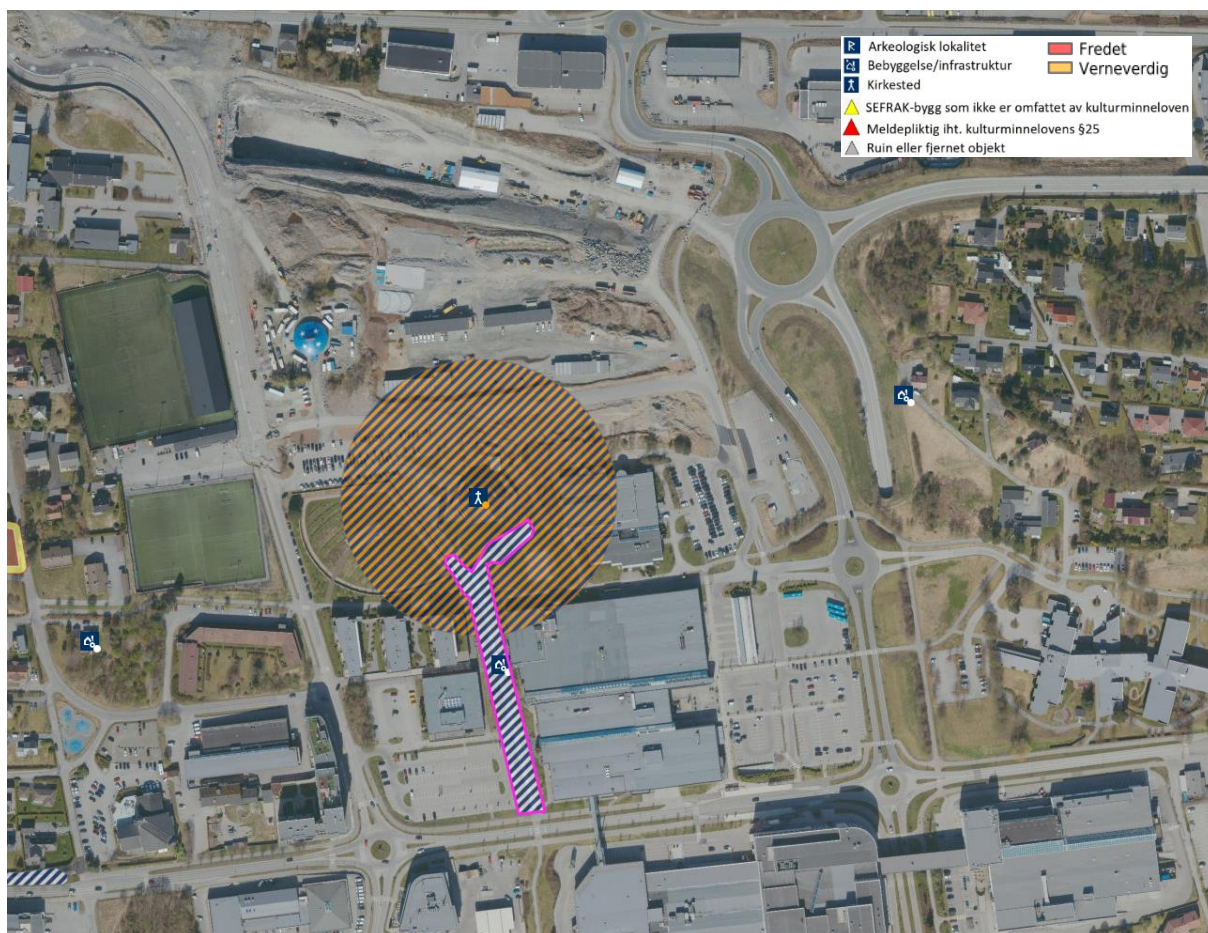 Arkeologisk lokalitet
Bebyggelse/infrastruktur
Kirkested
SEFRAK-bygg som ikke er omfattet av kulturminneloven
Meldepliktig iht. kulturminnelovens §25
Ruin eller fjernet objekt
Fredet
Verneverdig